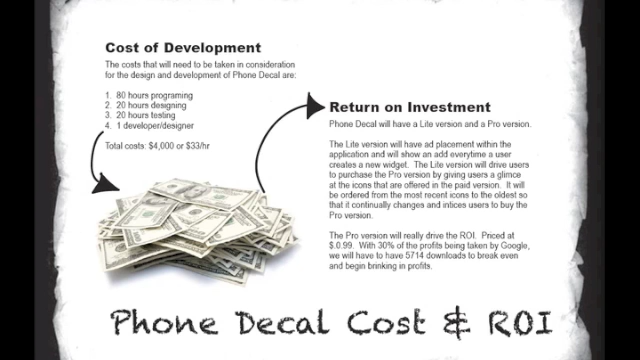 Cost of Development
The costs that will need to be taken in consideration
for the design and development of Phone Decal are:
1. 80 hours programing
2. 20 hours designing
3. 20 hours testing
4. 1 developer/designer
Total costs: $4,000 or $33/hr
Return on Investment
Phone Decal will have a Lite version and a Pro version.
The Lite version will have ad placement within the
application and will show an add everytime a user
creates a new widget. The Lite version will drive users
to purchase the Pro version by giving users a glimce
at the icons that are offered in the paid version. It will
be ordered from the most recent icons to the oldest so
that it continually changes and intices users to buy the
Pro version.
The Pro version will really drive the ROI. Priced at
$.0.99. With 30% of the profits being taken by Google,
we will have to have 5714 downloads to break even
and begin brinking in profits.
Phone Decal Cost & ROI